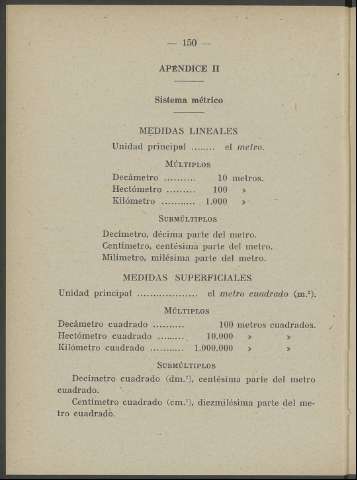 — 150 —
APÉNDICE II
Sistema métrico
MEDIDAS LINEALES
Unidad principal ........ el metro.
MÚLTIPLOS
Decámetro .......... 10 metros.
Hectómetro ......... 100 »
Kilómetro ........... 1.000 »
SUBMÚLTIPLOS
Decímetro, décima parte del metro.
Centímetro, centésima parte del metro.
Milímetro, milésima parte del metro.
MEDIDAS SUPERFICIALES
Unidad principal .................. el metro cuadrado (m.²).
MÚLTIPLOS
Decámetro cuadrado .......... 100 metros cuadrados.
Hectómetro cuadrado ......... 10.000 » »
Kilómetro cuadrado ........... 1.000.000 » »
SUBMÚLTIPLOS
Decímetro cuadrado (dm.²), centésima parte del metro
cuadrado.
Centímetro cuadrado (cm.²), diezmilésima parte del me-
tro cuadrado.